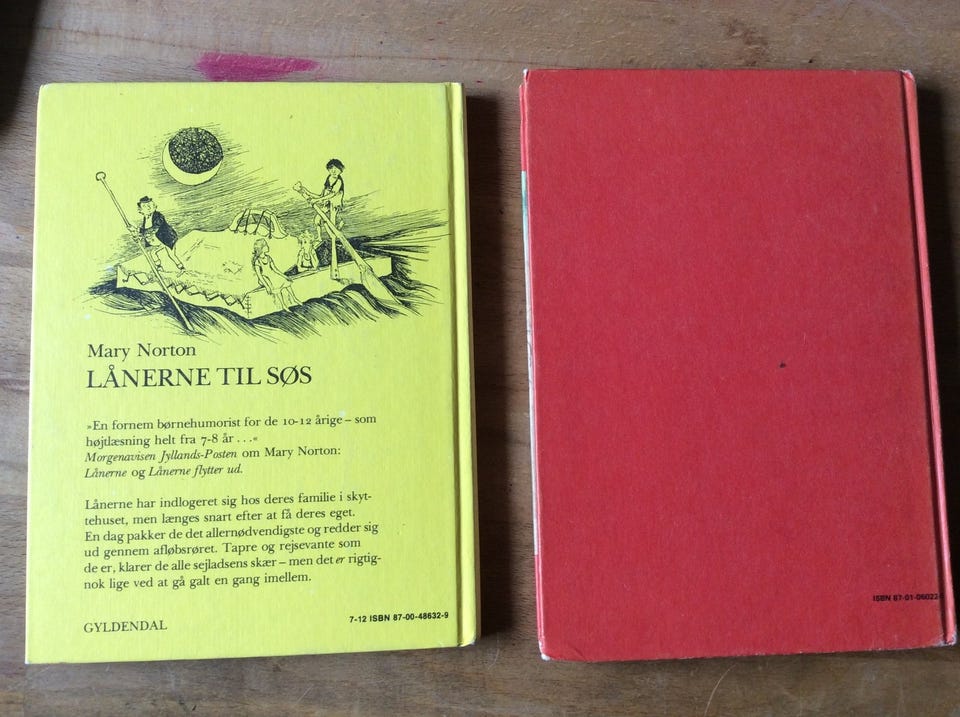 Mary Norton
LÅNERNE TIL SØS
»En fornem børnehumorist for de 10-12 årige – som
højtlæsning helt fra 7-8 år . . .«
Morgenavisen Jyllands-Posten om Mary Norton:
Lånerne og Lånerne flytter ud.
Lånerne har indlogeret sig hos deres familie i skyt-
tehuset, men længes snart efter at få deres eget.
En dag pakker de det allernødvendigste og redder sig
ud gennem afløbsrøret. Tapre og rejsevante som
de er, klarer de alle sejladsens skær – men det er rigtig-
nok lige ved at gå galt en gang imellem.
GYLDENDAL
7-12 ISBN 87-00-48632-9
ISBN 87-01-06022